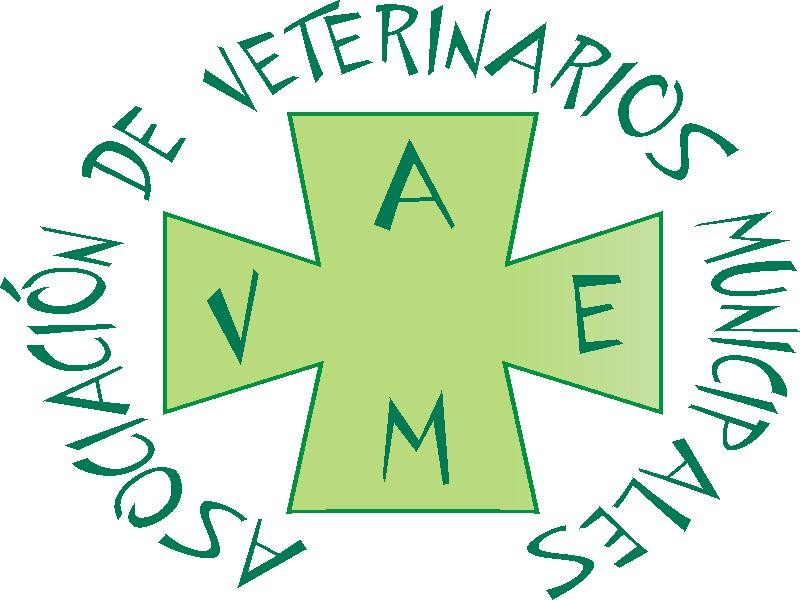 ASOCIACIÓN DE VETERINARIOS MUNICIPALES
A
V E
M